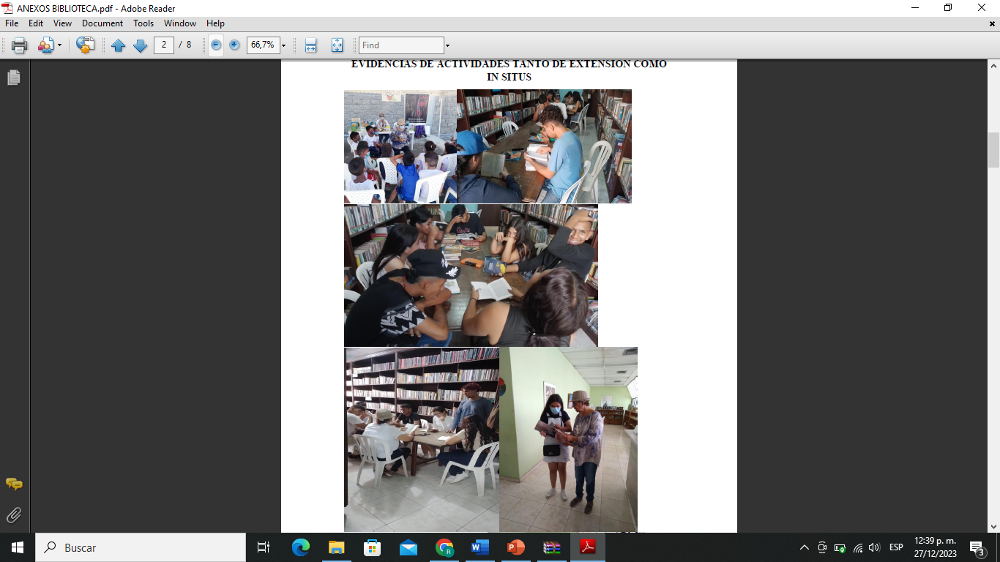 ANEXOS BIBLIOTECA.pdf - Adobe Reader
File Edit View Document Tools Window Help
2 / 8 66,7% Find
EVIDENCIAS DE ACTIVIDADES TANTO DE EXTENSION COMO
IN SITUS
Buscar
ESP
12:39 p. m.
27/12/2023
3